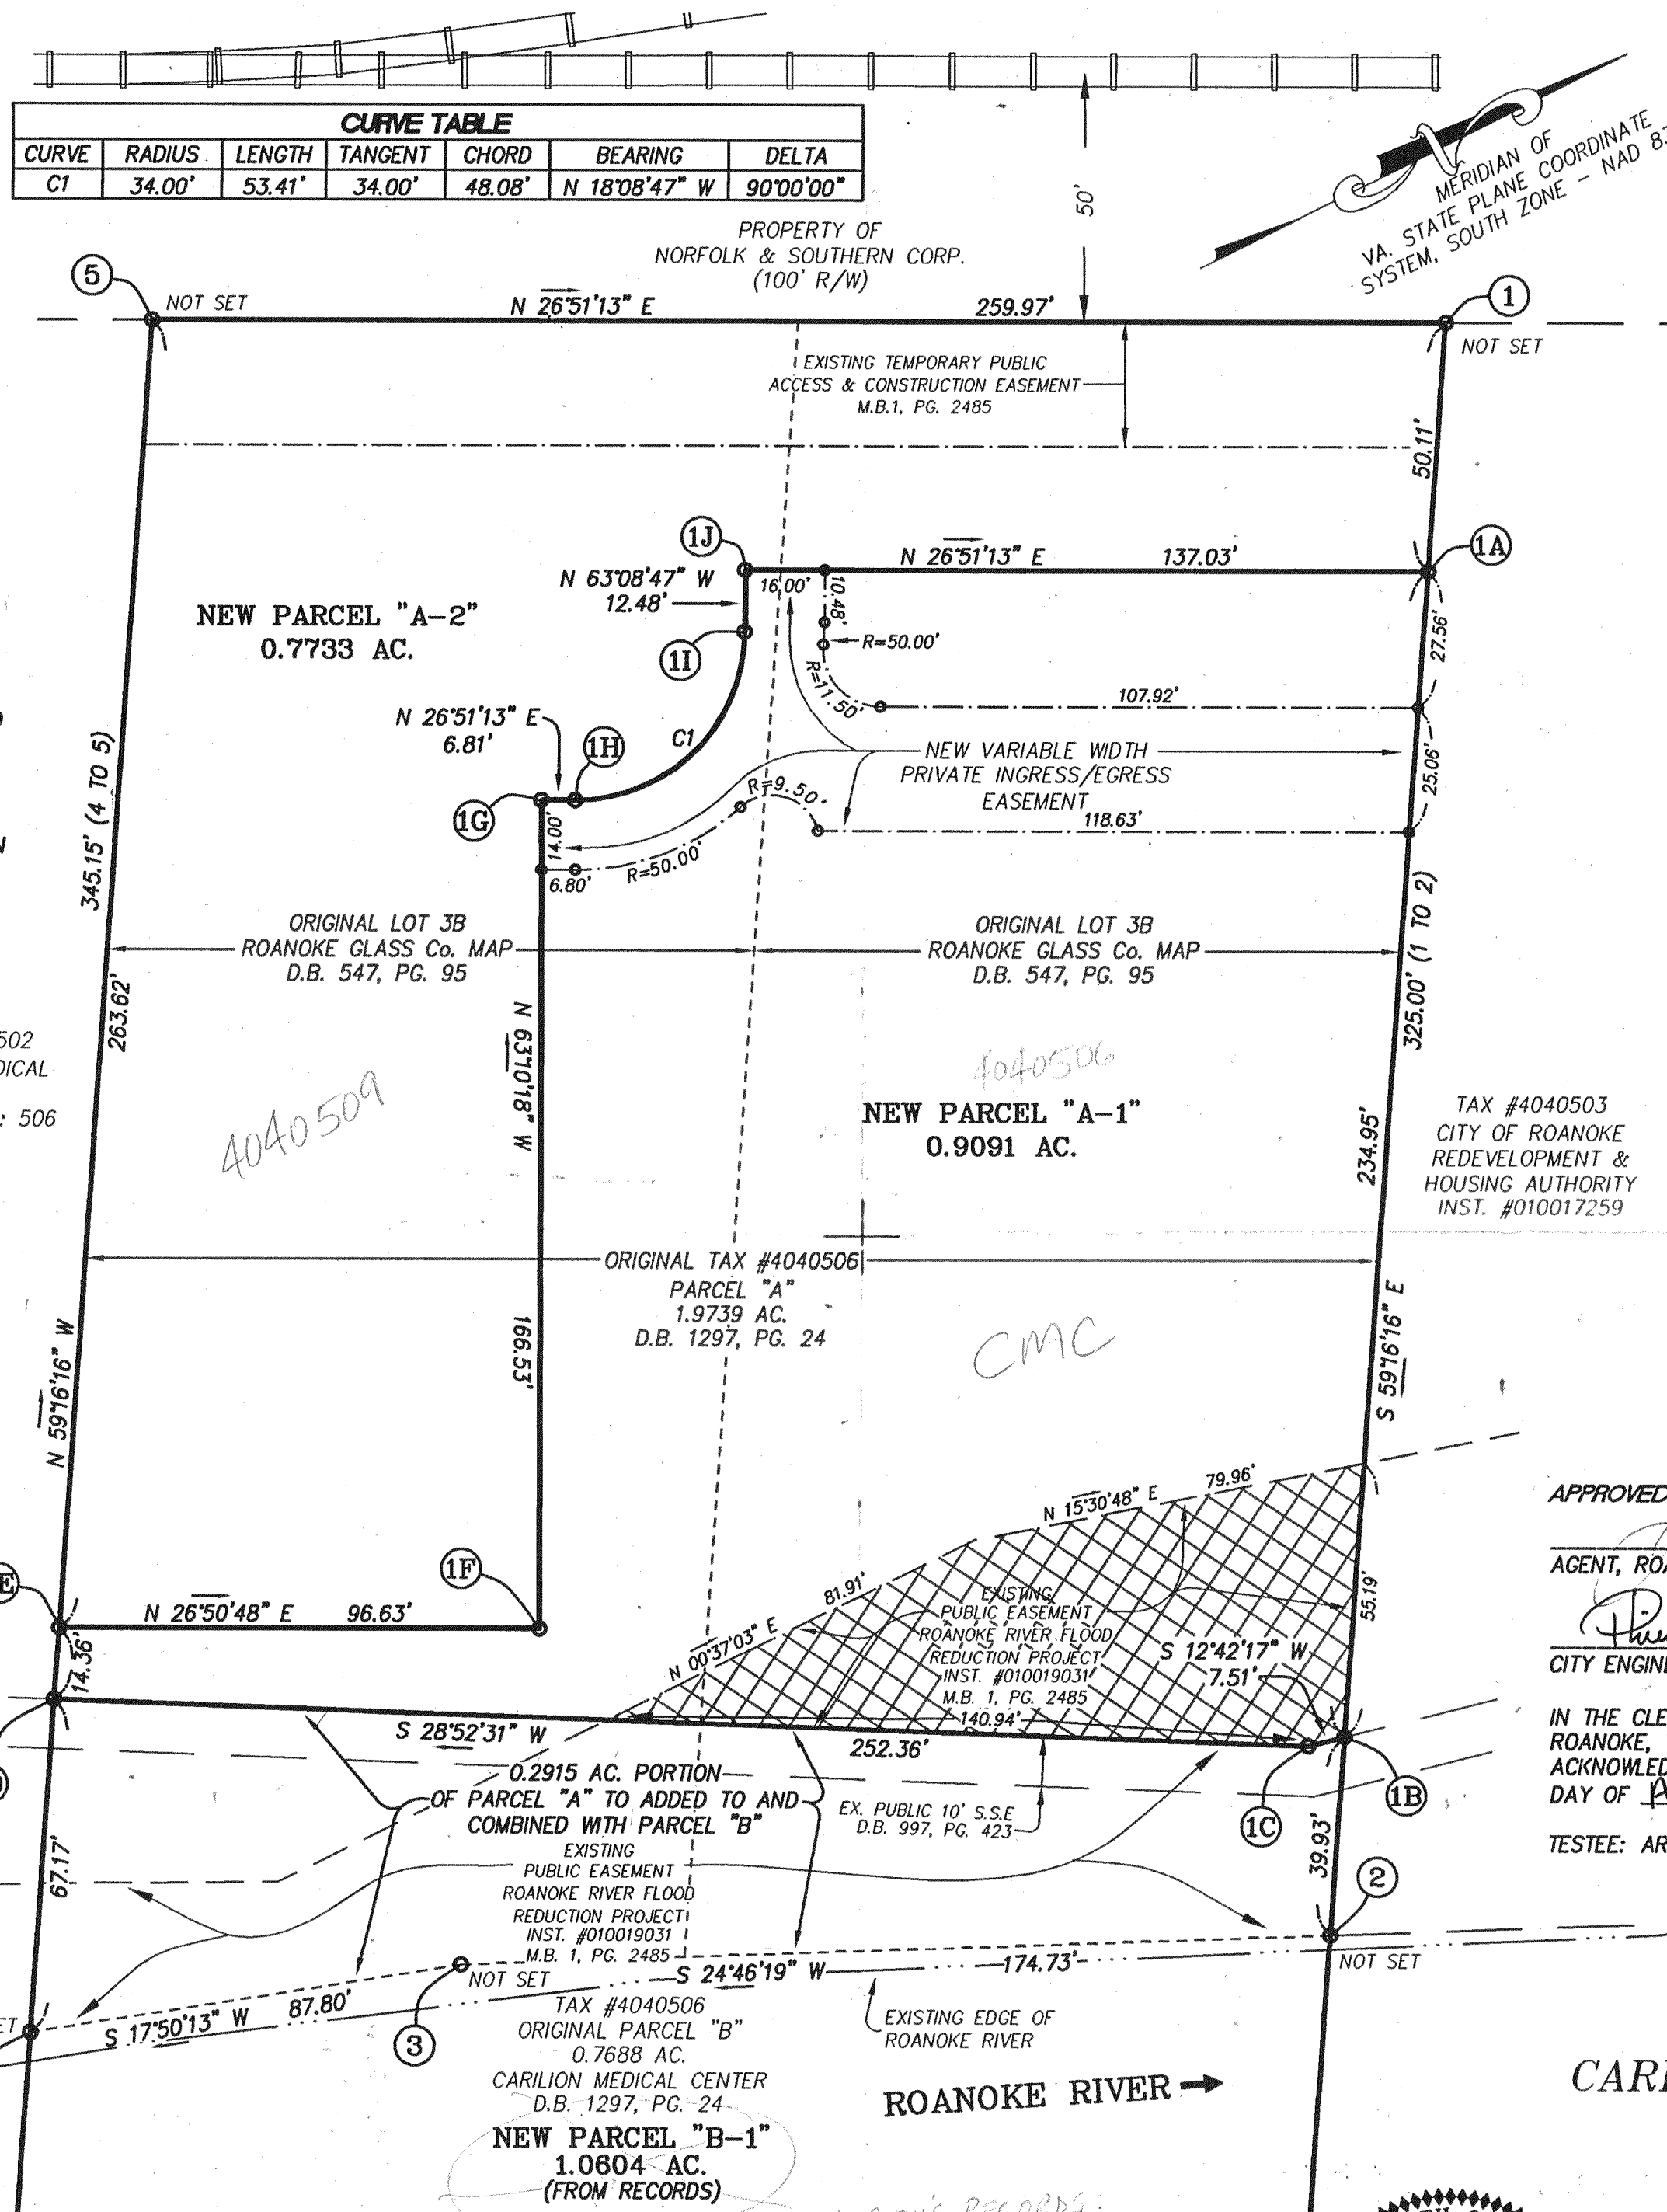 CURVE TABLE
CURVE RADIUS LENGTH TANGENT CHORD BEARING DELTA
C1 34.00' 53.41' 34.00' 48.08' N 18°08'47" W 90°00'00"
50'
MERIDIAN OF
VA. STATE PLANE COORDINATE
SYSTEM, SOUTH ZONE - NAD
PROPERTY OF
NORFOLK & SOUTHERN CORP.
(100' R/W)
5
NOT SET
N 26°51'13" E 259.97'
1
NOT SET
EXISTING TEMPORARY PUBLIC
ACCESS & CONSTRUCTION EASEMENT
M.B.1, PG. 2485
50.11'
1J
N 26°51'13" E 137.03'
1A
N 63°08'47" W
12.48'
16.00'
10.48'
NEW PARCEL "A-2"
0.7733 AC.
1I
R=50.00'
27.56'
R=11.50'
107.92'
N 26°51'13" E
6.81'
1H
C1
NEW VARIABLE WIDTH
PRIVATE INGRESS/EGRESS
EASEMENT
25.06'
1G
R=9.50'
118.63'
14.00'
6.80'
R=50.00'
345.15' (4 TO 5)
325.00' (1 TO 2)
ORIGINAL LOT 3B
ROANOKE GLASS Co. MAP
D.B. 547, PG. 95
ORIGINAL LOT 3B
ROANOKE GLASS Co. MAP
D.B. 547, PG. 95
263.62'
N 63°10'18" W
502
DICAL
: 506
4040509
4040506
NEW PARCEL "A-1"
0.9091 AC.
234.95'
TAX #4040503
CITY OF ROANOKE
REDEVELOPMENT &
HOUSING AUTHORITY
INST. #010017259
ORIGINAL TAX #4040506
PARCEL "A"
1.9739 AC.
D.B. 1297, PG. 24
166.53'
CMC
N 59°16'16" W
S 59°16'16" E
N 15°30'48" E 79.96'
APPROVED
AGENT, ROA
CITY ENGIN
E
1F
N 26°50'48" E 96.63'
14.36'
N 00°37'03" E 81.91'
EXISTING
PUBLIC EASEMENT
ROANOKE RIVER FLOOD
REDUCTION PROJECT
INST. #010019031
M.B. 1, PG. 2485
140.94'
S 12°42'17" W
7.51'
55.19'
IN THE CLE
ROANOKE,
ACKNOWLED
DAY OF
TESTEE: AR
S 28°52'31" W 252.36'
1B
1C
0.2915 AC. PORTION
OF PARCEL "A" TO ADDED TO AND
COMBINED WITH PARCEL "B"
EX. PUBLIC 10' S.S.E
D.B. 997, PG. 423
39.93'
67.17'
EXISTING
PUBLIC EASEMENT
ROANOKE RIVER FLOOD
REDUCTION PROJECT
INST. #010019031
M.B. 1, PG. 2485
2
NOT SET
NOT SET
S 24°46'19" W 174.73'
S 17°50'13" W 87.80'
3
TAX #4040506
ORIGINAL PARCEL "B"
0.7688 AC.
CARILION MEDICAL CENTER
D.B. 1297, PG. 24
EXISTING EDGE OF
ROANOKE RIVER
ROANOKE RIVER
NEW PARCEL "B-1"
1.0604 AC.
(FROM RECORDS)
CARI